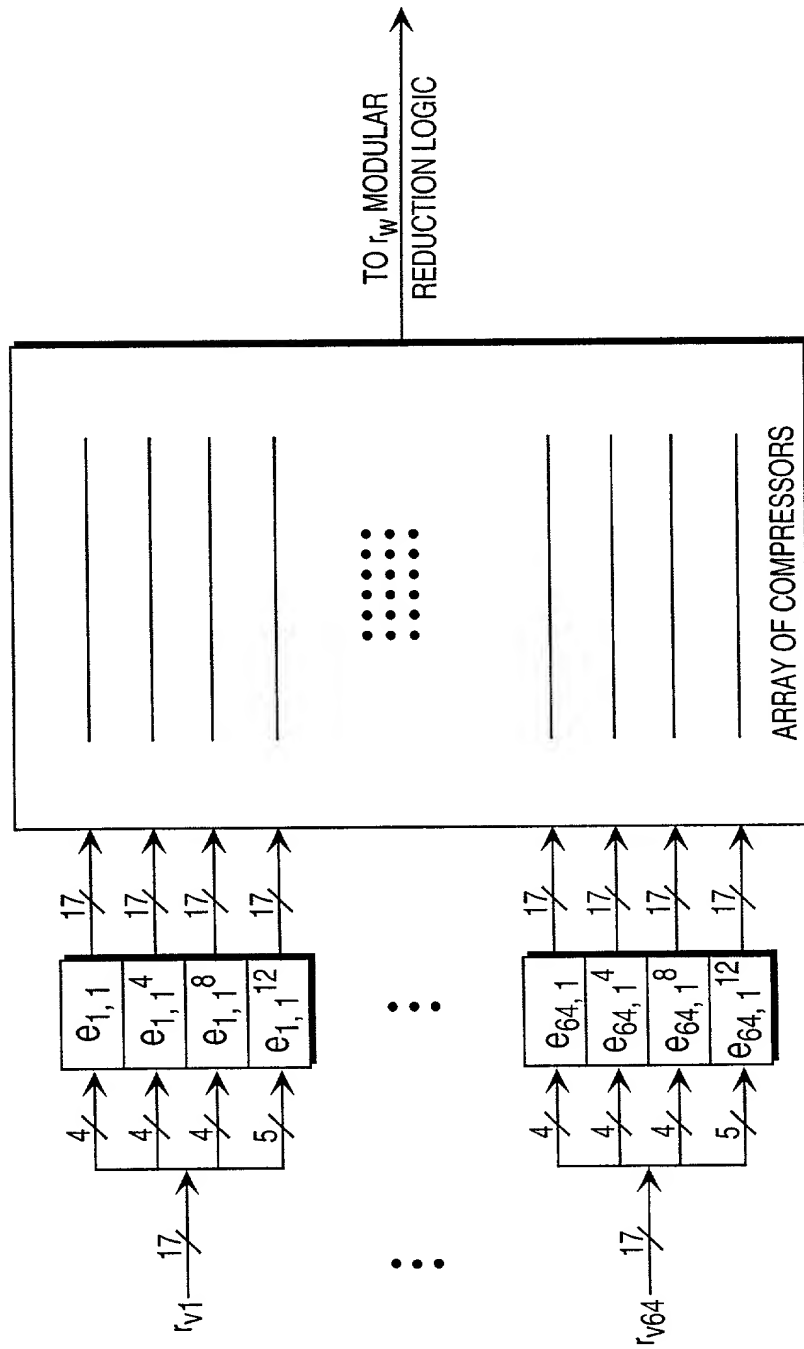 r_v1
17
4
4
4
5
e_1,1
e_1,1^4
e_1,1^8
e_1,1^12
17
17
17
17
r_v64
17
4
4
4
5
e_64,1
e_64,1^4
e_64,1^8
e_64,1^12
17
17
17
17
ARRAY OF COMPRESSORS
TO r_w MODULAR
REDUCTION LOGIC